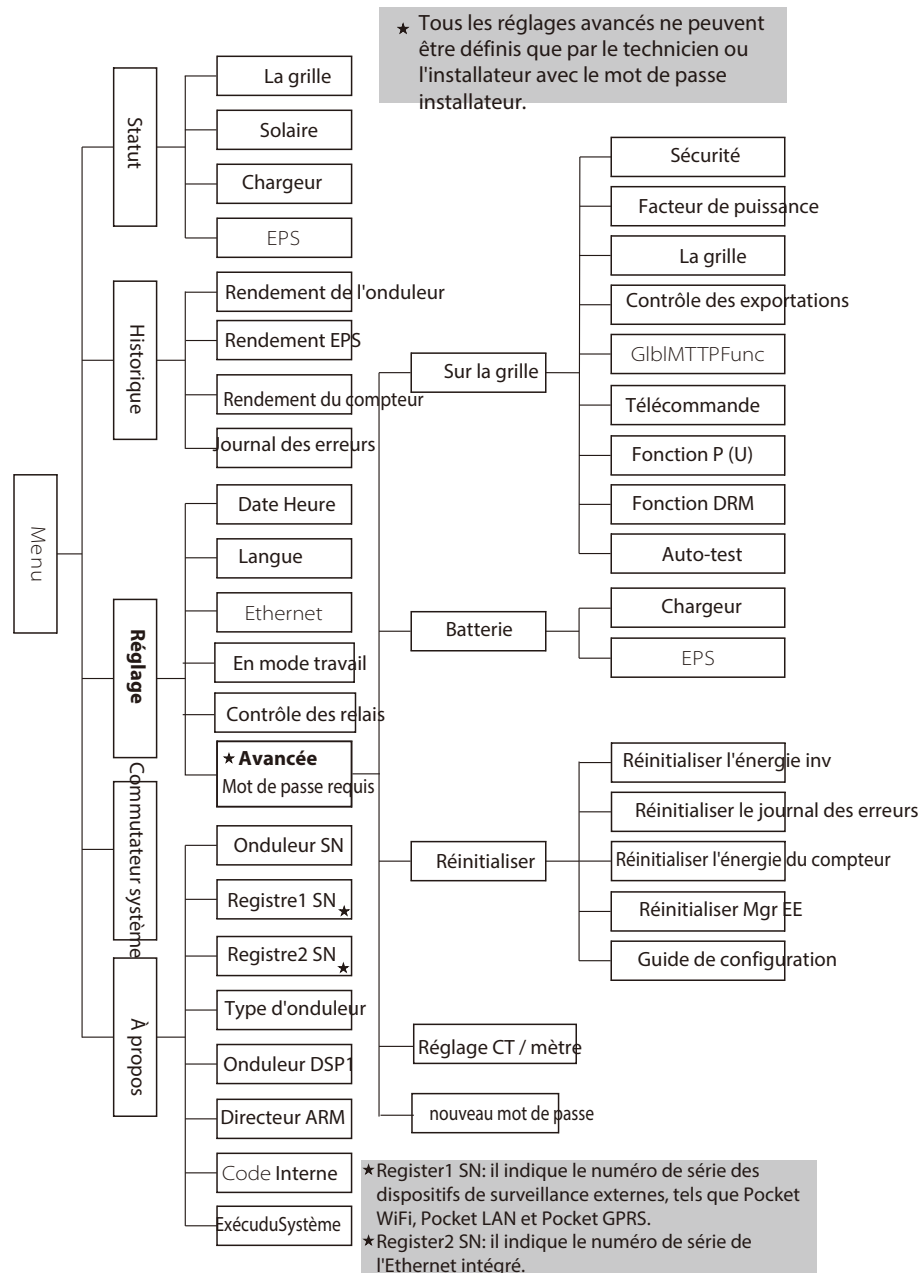 ★ Tous les réglages avancés ne peuvent
être définis que par le technicien ou
l'installateur avec le mot de passe
installateur.
Menu
Statut
La grille
Solaire
Chargeur
EPS
Historique
Rendement de l'onduleur
Rendement EPS
Rendement du compteur
Journal des erreurs
Réglage
Date Heure
Langue
Ethernet
En mode travail
Contrôle des relais
★ Avancée
Mot de passe requis
Commutateur système
À propos
Onduleur SN
Registre1 SN ★
Registre2 SN ★
Type d'onduleur
Onduleur DSP1
Directeur ARM
Code Interne
ExécuduSystème
Sur la grille
Sécurité
Facteur de puissance
La grille
Contrôle des exportations
GlblMTTPFunc
Télécommande
Fonction P (U)
Fonction DRM
Auto-test
Batterie
Chargeur
EPS
Réinitialiser
Réinitialiser l'énergie inv
Réinitialiser le journal des erreurs
Réinitialiser l'énergie du compteur
Réinitialiser Mgr EE
Guide de configuration
Réglage CT / mètre
nouveau mot de passe
★Register1 SN: il indique le numéro de série des
dispositifs de surveillance externes, tels que Pocket
WiFi, Pocket LAN et Pocket GPRS.
★Register2 SN: il indique le numéro de série de
l'Ethernet intégré.